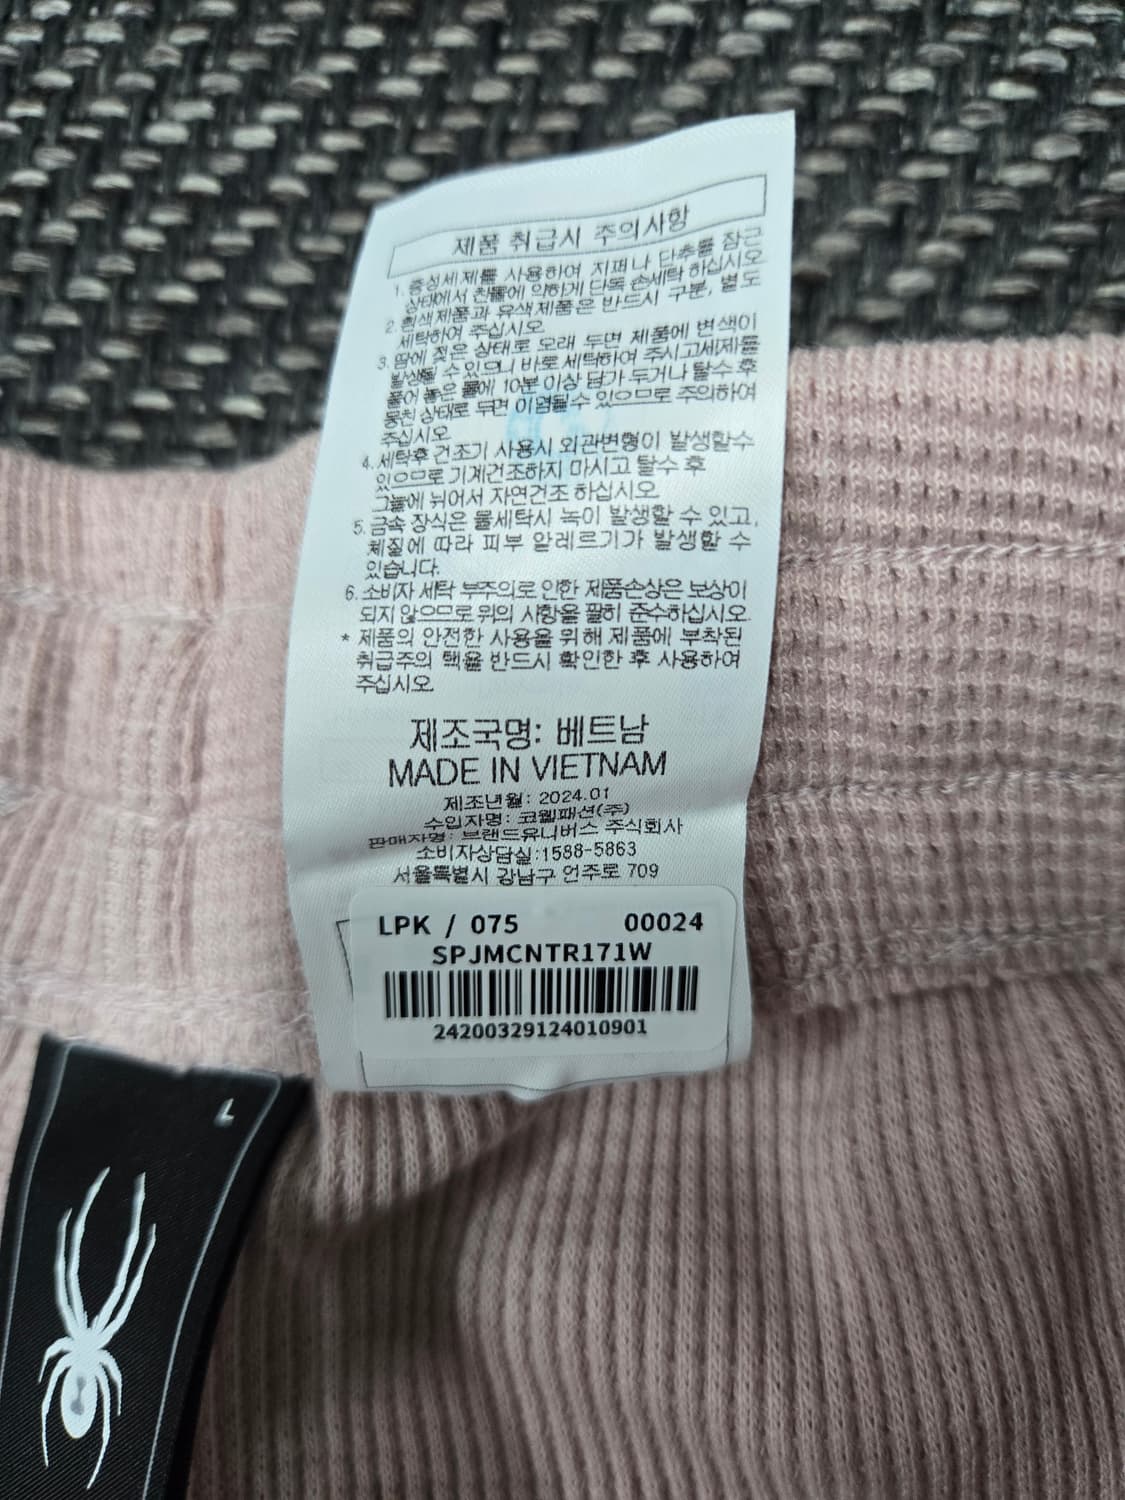 제품 취급시 주의사항
1. 중성세제를 사용하여 지퍼나 단추를 잠근
상태에서 찬물에 약하게 단독 손세탁 하십시오
2. 흰색제품과 유색제품은 반드시 구분, 별도
세탁하여 주십시오
3. 땀에 젖은 상태로 오래 두면 제품에 변색이
발생될 수 있으니 바로 세탁하여 주시고세제를
풀어 놓은 물에 10분 이상 담가 두거나 탈수 후
뭉친 상태로 두면 이염될수 있으므로 주의하여
주십시오
4. 세탁후 건조기 사용시 외관변형이 발생할수
있으므로 기계건조하지 마시고 탈수 후
그늘에 뉘어서 자연건조 하십시오.
5. 금속 장식은 물세탁시 녹이 발생할 수 있고,
체질에 따라 피부 알레르기가 발생할 수
있습니다.
6. 소비자 세탁 부주의로 인한 제품손상은 보상이
되지 않으므로 위의 사항을 필히 준수하십시오.
* 제품의 안전한 사용을 위해 제품에 부착된
취급주의 택을 반드시 확인한 후 사용하여
주십시오.
제조국명: 베트남
MADE IN VIETNAM
제조년월: 2024.01
수입자명: 코웰패션(주)
판매자명: 브랜드유니버스 주식회사
소비자상담실:1588-5863
서울특별시 강남구 언주로 709
LPK / 075 00024
SPJMCNTR171W
24200329124010901
L